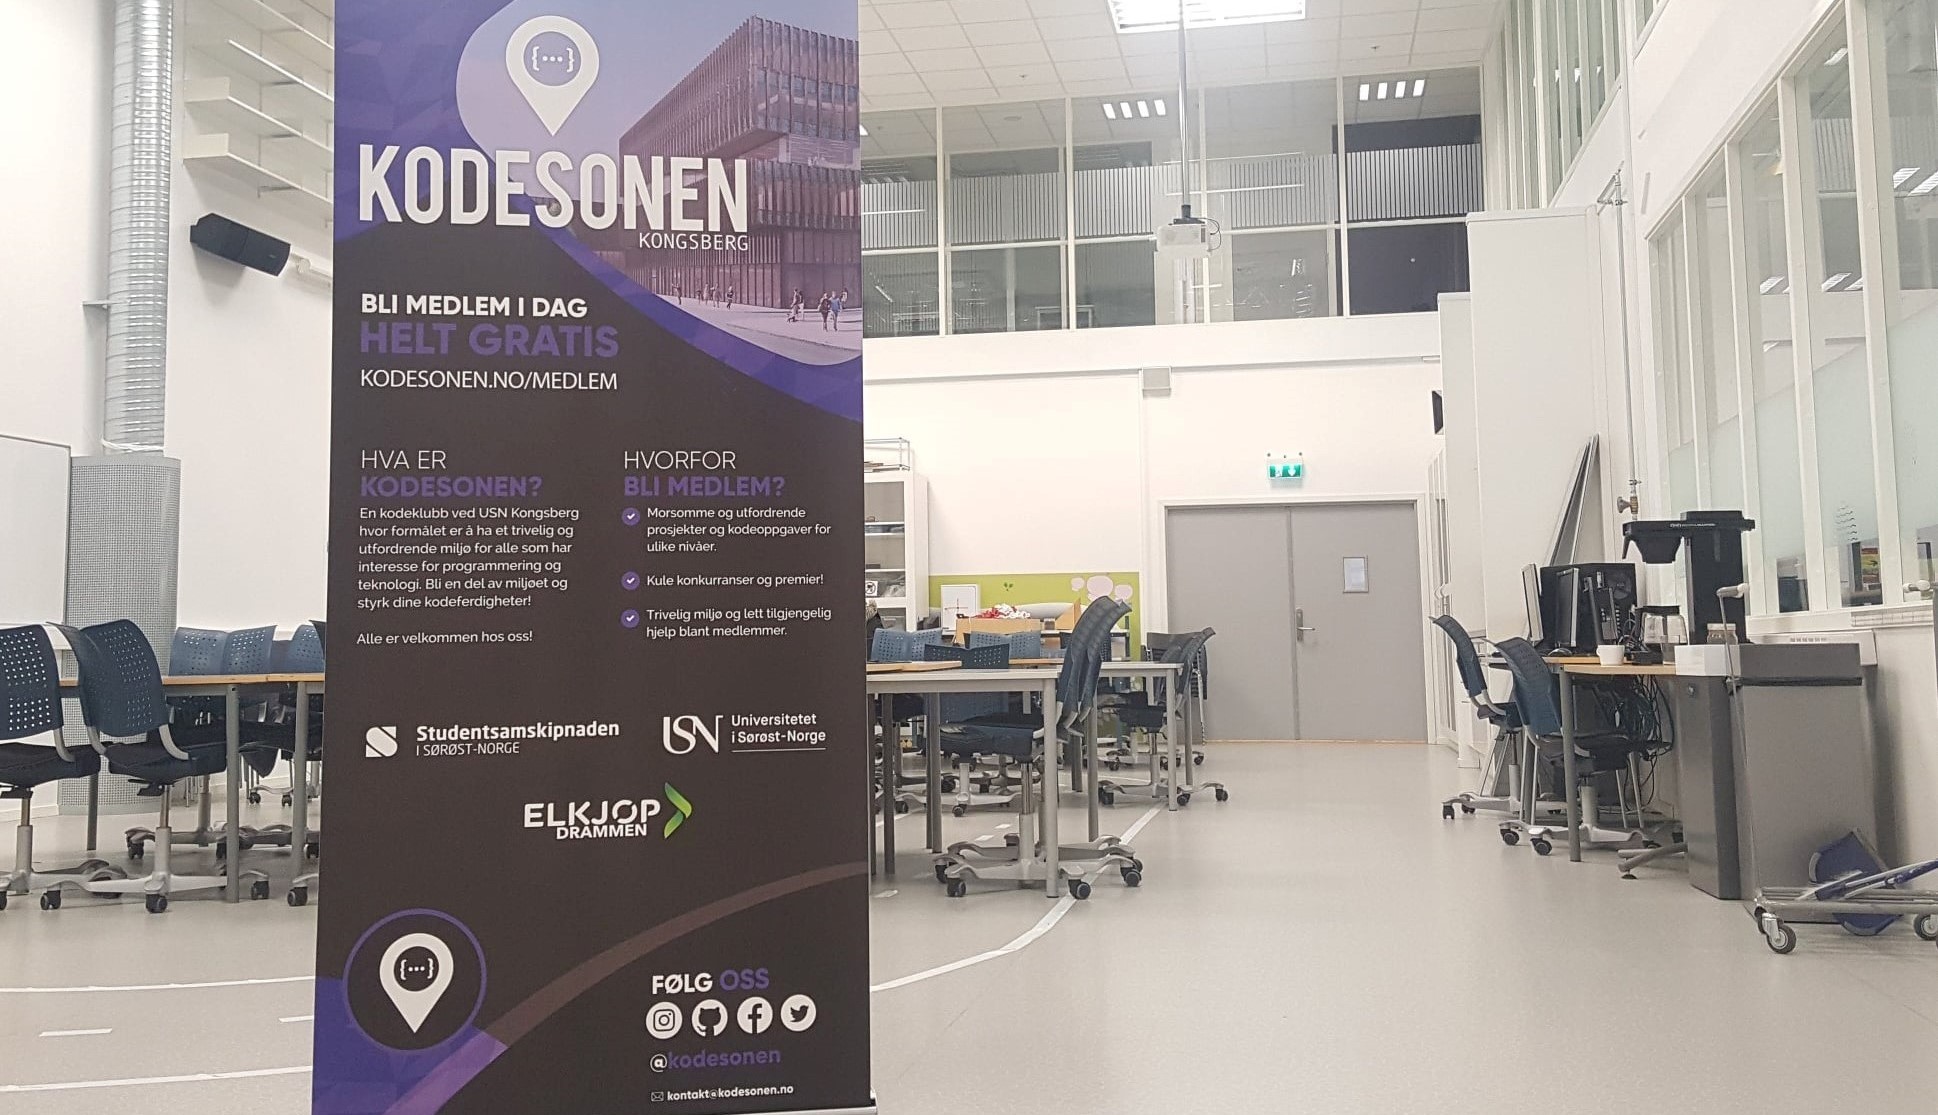 {...}
KODESONEN
KONGSBERG
BLI MEDLEM I DAG
HELT GRATIS
KODESONEN.NO/MEDLEM
HVA ER
KODESONEN?
En kodeklubb ved USN Kongsberg
hvor formålet er å ha et trivelig og
utfordrende miljø for alle som har
interesse for programmering og
teknologi. Bli en del av miljøet og
styrk dine kodeferdigheter!
Alle er velkommen hos oss!
HVORFOR
BLI MEDLEM?
Morsomme og utfordrende
prosjekter og kodeoppgaver for
ulike nivåer.
Kule konkurranser og premier!
Trivelig miljø og lett tilgjengelig
hjelp blant medlemmer.
Studentsamskipnaden
I SØRØST-NORGE
USN
Universitetet
i Sørøst-Norge
ELKJØP
DRAMMEN
{...}
FØLG OSS
@kodesonen
kontakt@kodesonen.no